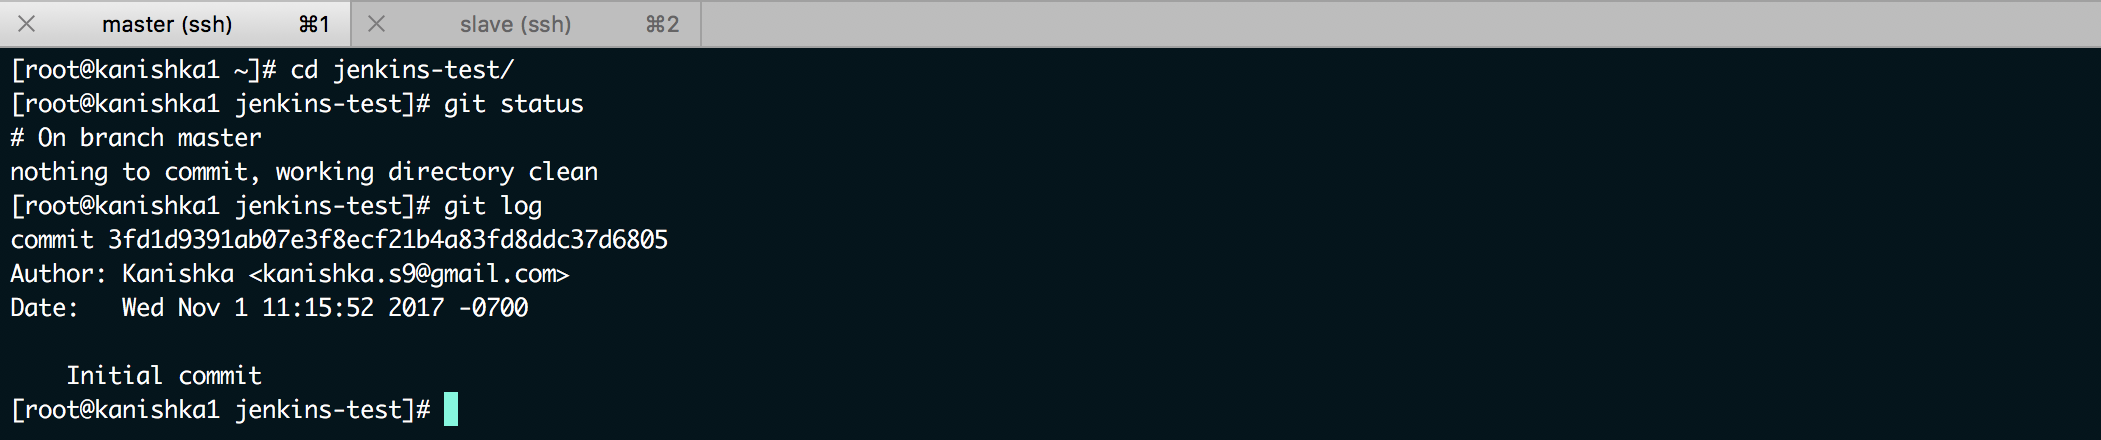 master (ssh) ⌘1 slave (ssh) ⌘2
[root@kanishka1 ~]# cd jenkins-test/
[root@kanishka1 jenkins-test]# git status
# On branch master
nothing to commit, working directory clean
[root@kanishka1 jenkins-test]# git log
commit 3fd1d9391ab07e3f8ecf21b4a83fd8ddc37d6805
Author: Kanishka <kanishka.s9@gmail.com>
Date:   Wed Nov 1 11:15:52 2017 -0700
    Initial commit
[root@kanishka1 jenkins-test]#